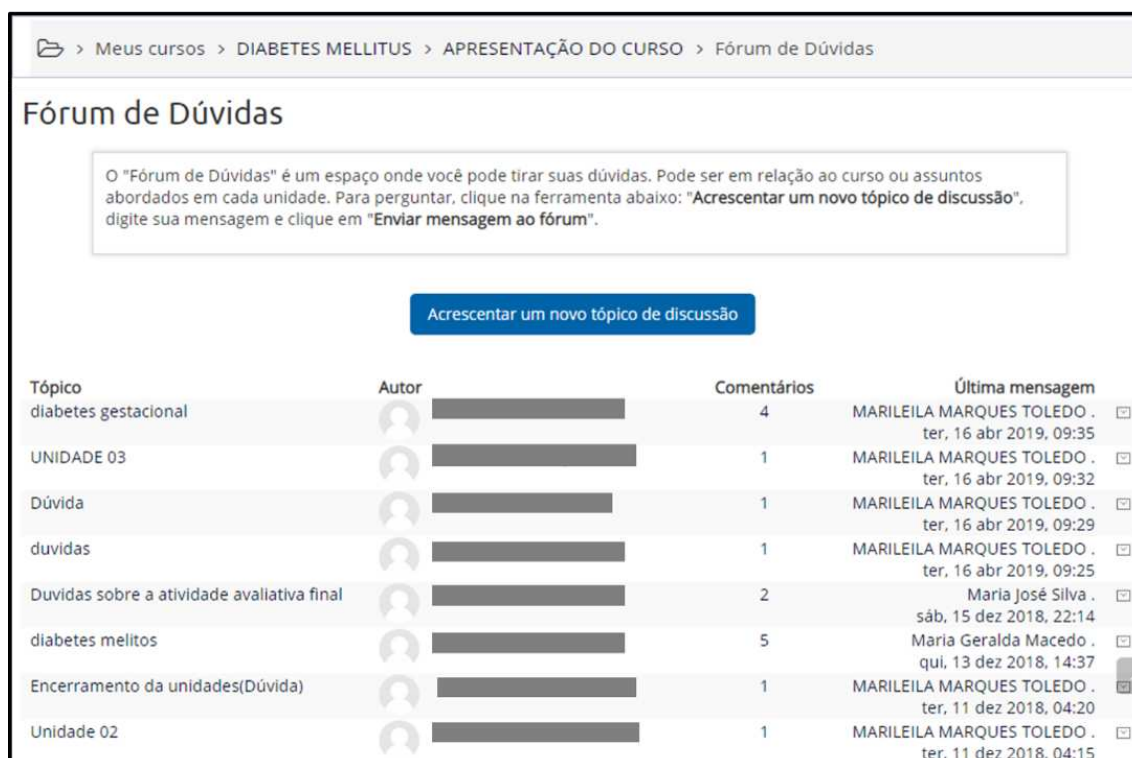 > Meus cursos > DIABETES MELLITUS > APRESENTAÇÃO DO CURSO > Fórum de Dúvidas
Fórum de Dúvidas
O "Fórum de Dúvidas" é um espaço onde você pode tirar suas dúvidas. Pode ser em relação ao curso ou assuntos
abordados em cada unidade. Para perguntar, clique na ferramenta abaixo: "Acrescentar um novo tópico de discussão",
digite sua mensagem e clique em "Enviar mensagem ao fórum".
Acrescentar um novo tópico de discussão
Tópico Autor Comentários Última mensagem
diabetes gestacional 4 MARILEILA MARQUES TOLEDO .
ter, 16 abr 2019, 09:35
UNIDADE 03 1 MARILEILA MARQUES TOLEDO .
ter, 16 abr 2019, 09:32
Dúvida 1 MARILEILA MARQUES TOLEDO .
ter, 16 abr 2019, 09:29
duvidas 1 MARILEILA MARQUES TOLEDO .
ter, 16 abr 2019, 09:25
Duvidas sobre a atividade avaliativa final 2 Maria José Silva .
sáb, 15 dez 2018, 22:14
diabetes melitos 5 Maria Geralda Macedo .
qui, 13 dez 2018, 14:37
Encerramento da unidades(Dúvida) 1 MARILEILA MARQUES TOLEDO .
ter, 11 dez 2018, 04:20
Unidade 02 1 MARILEILA MARQUES TOLEDO .
ter, 11 dez 2018, 04:15